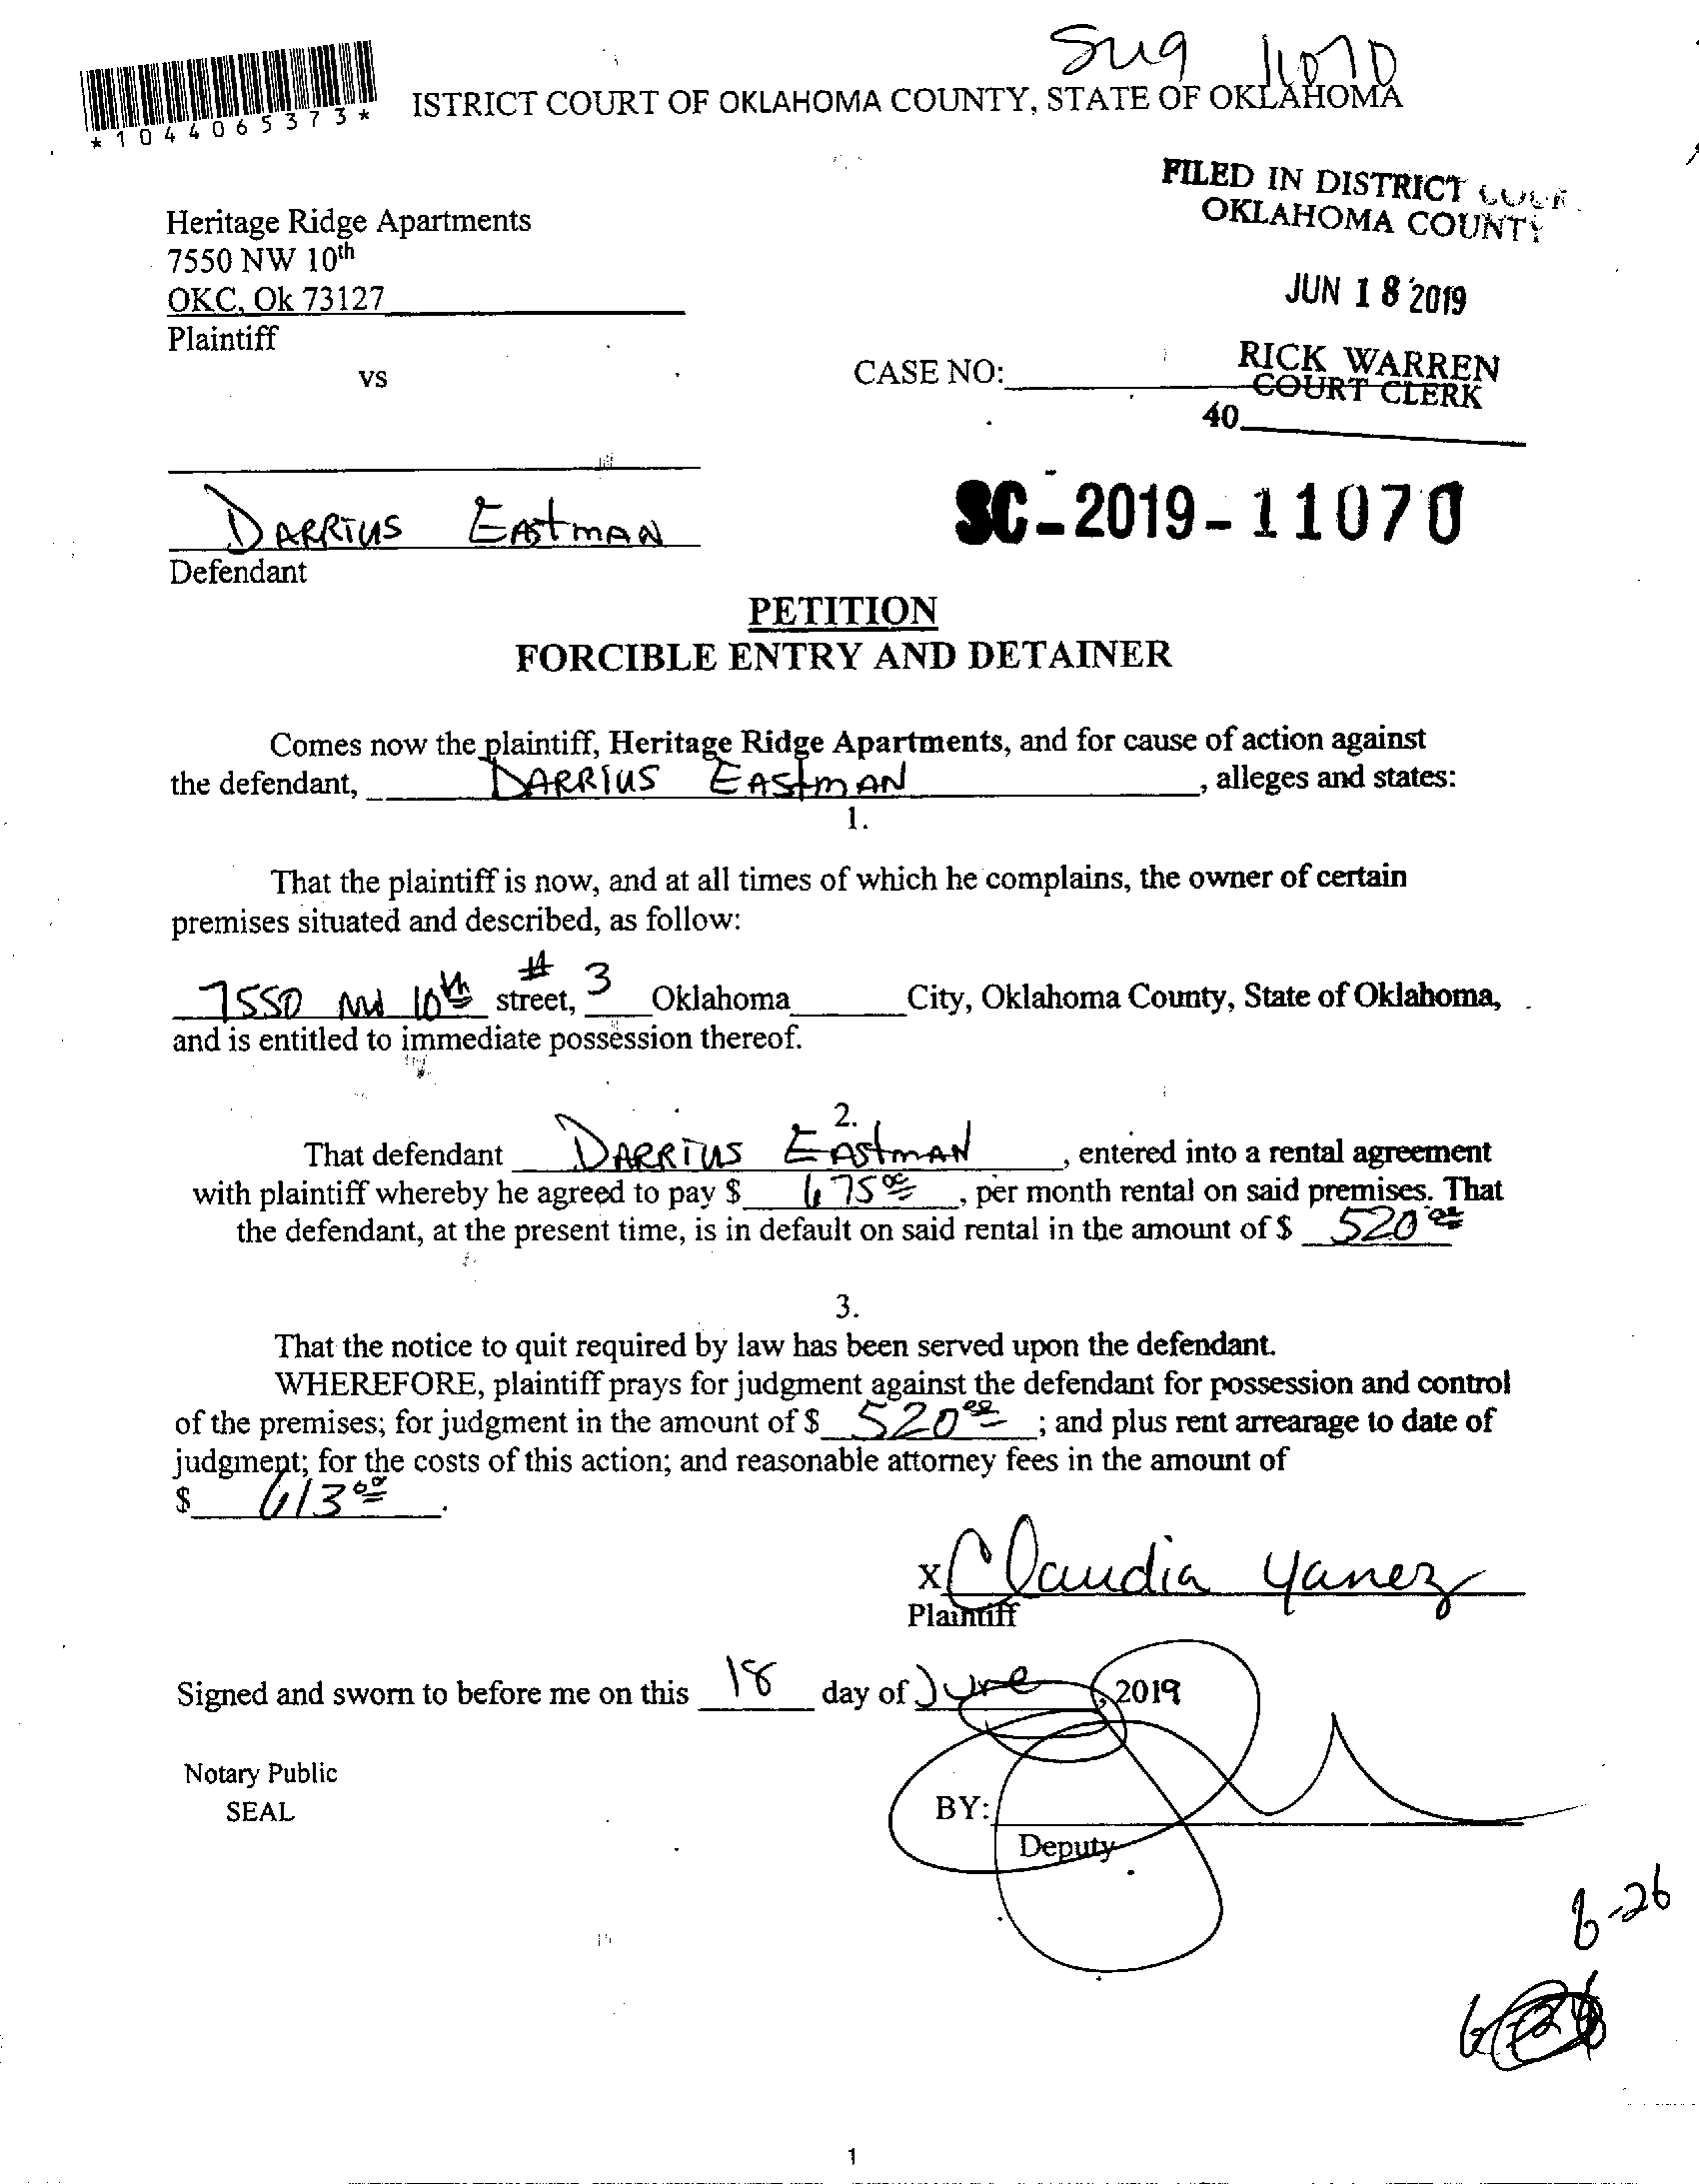 *1044065373*
ISTRICT COURT OF OKLAHOMA COUNTY, STATE OF OKLAHOMA
FILED IN DISTRICT
OKLAHOMA COUNTY
Heritage Ridge Apartments
7550 NW 10th
OKC, Ok 73127
Plaintiff
JUN 18 2019
vs
CASE NO:
RICK WARREN
COURT CLERK
40
DARRIUS EASTMAN
SC-2019-11070
Defendant
PETITION
FORCIBLE ENTRY AND DETAINER
Comes now the plaintiff, Heritage Ridge Apartments, and for cause of action against
the defendant, DARRIUS EASTMAN, alleges and states:
1.
That the plaintiff is now, and at all times of which he complains, the owner of certain
premises situated and described, as follow:
7550 NW 10th street, # 3 Oklahoma City, Oklahoma County, State of Oklahoma,
and is entitled to immediate possession thereof.
2.
That defendant DARRIUS EASTMAN, entered into a rental agreement
with plaintiff whereby he agreed to pay $ 675 00, per month rental on said premises. That
the defendant, at the present time, is in default on said rental in the amount of $ 520 00
3.
That the notice to quit required by law has been served upon the defendant.
WHEREFORE, plaintiff prays for judgment against the defendant for possession and control
of the premises; for judgment in the amount of $ 520 00; and plus rent arrearage to date of
judgment; for the costs of this action; and reasonable attorney fees in the amount of
$ 613 00.
x Claudia Yanez
Plaintiff
Signed and sworn to before me on this 18 day of June, 2019
Notary Public
SEAL
BY:
Deputy
1